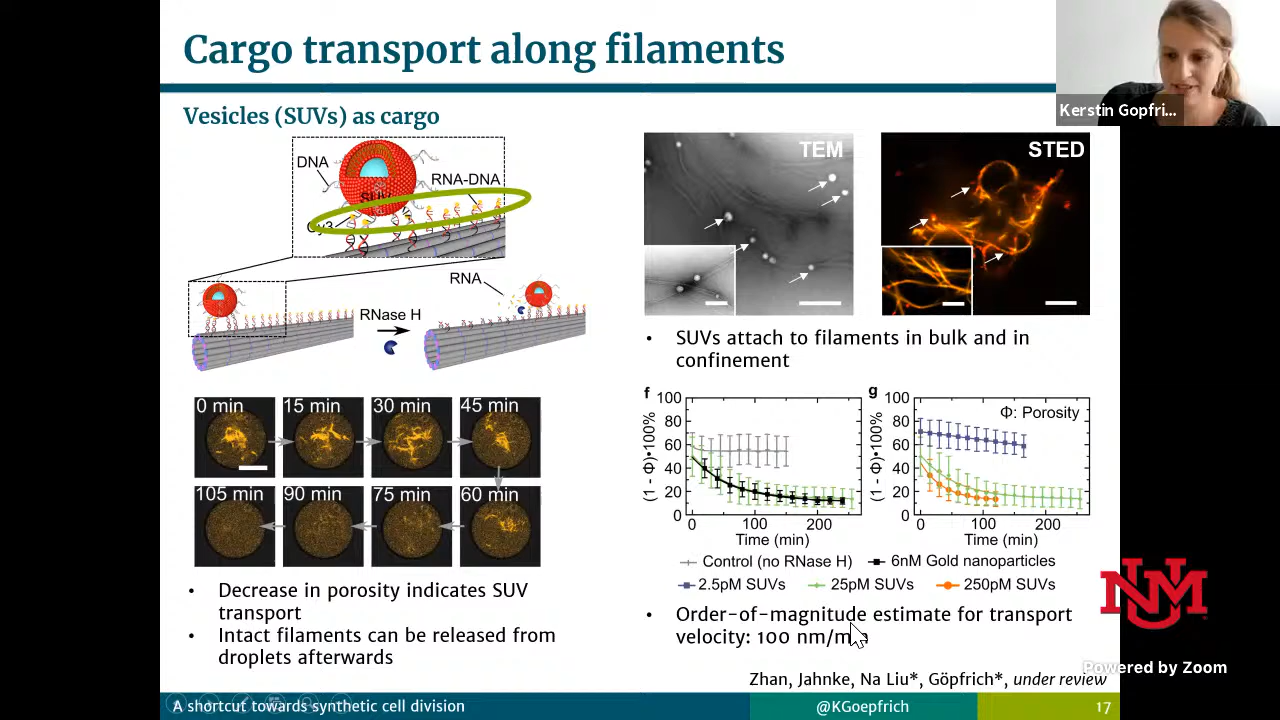 Cargo transport along filaments
Kerstin Gopfri...
Vesicles (SUVs) as cargo
DNA
RNA-DNA
SUV
Cy3
RNA
RNase H
TEM
STED
SUVs attach to filaments in bulk and in
confinement
0 min
15 min
30 min
45 min
105 min
90 min
75 min
60 min
f
100
80
60
40
20
0
(1 - Φ)•100%
0
100
200
Time (min)
g
100
80
60
40
20
0
(1 - Φ)•100%
Φ: Porosity
0
100
200
Time (min)
Control (no RNase H)
6nM Gold nanoparticles
2.5pM SUVs
25pM SUVs
250pM SUVs
• Decrease in porosity indicates SUV
transport
• Intact filaments can be released from
droplets afterwards
• Order-of-magnitude estimate for transport
velocity: 100 nm/min
Zhan, Jahnke, Na Liu*, Göpfrich*, under review
UNM
Powered by Zoom
A shortcut towards synthetic cell division
@KGoepfrich
17